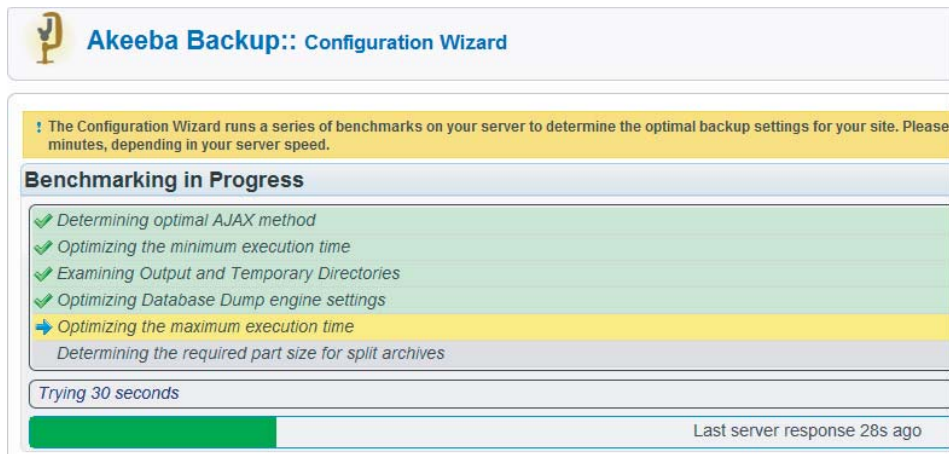 Akeeba Backup:: Configuration Wizard
! The Configuration Wizard runs a series of benchmarks on your server to determine the optimal backup settings for your site. Please
minutes, depending in your server speed.
Benchmarking in Progress
Determining optimal AJAX method
Optimizing the minimum execution time
Examining Output and Temporary Directories
Optimizing Database Dump engine settings
Optimizing the maximum execution time
Determining the required part size for split archives
Trying 30 seconds
Last server response 28s ago